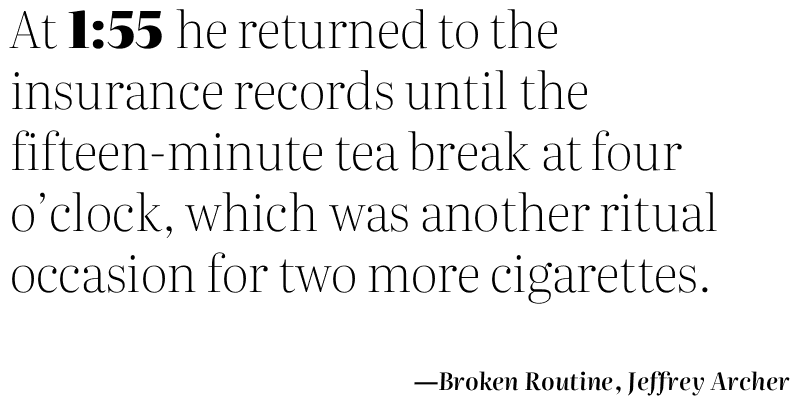 At 1:55 he returned to the
insurance records until the
fifteen-minute tea break at four
o’clock, which was another ritual
occasion for two more cigarettes.
—Broken Routine, Jeffrey Archer